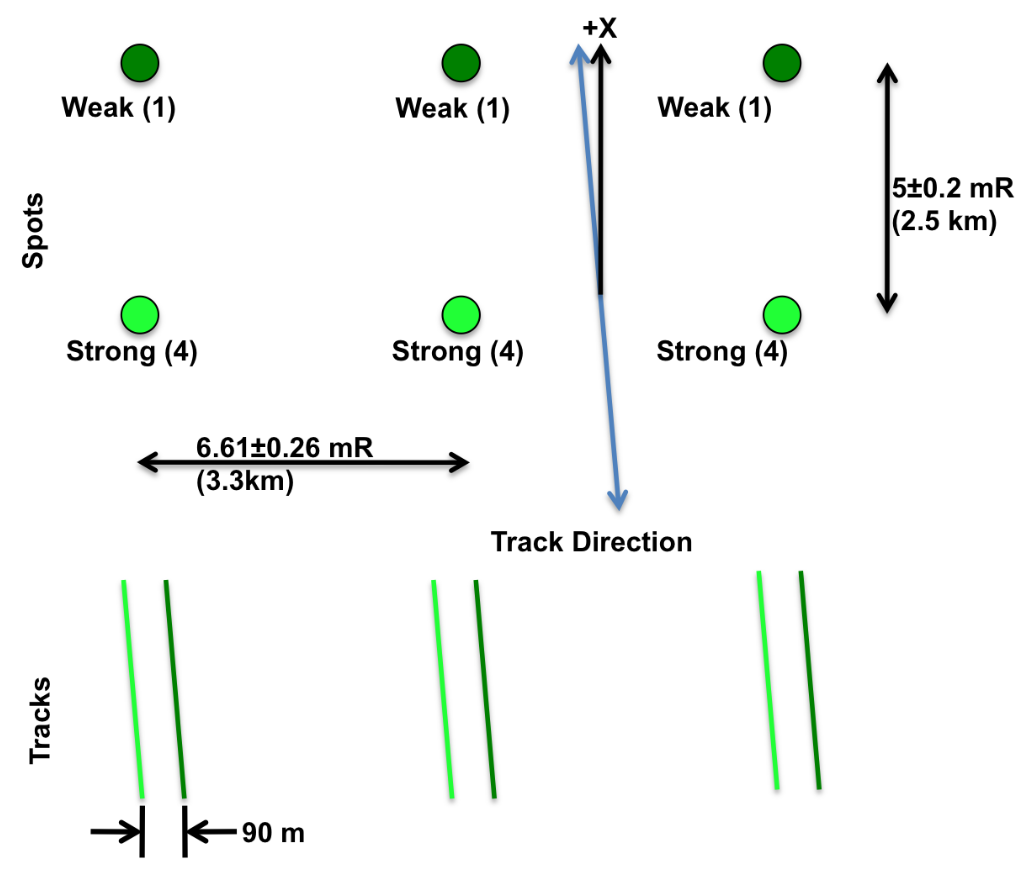 +X
Weak (1)
Weak (1)
Weak (1)
5±0.2 mR
(2.5 km)
Spots
Strong (4)
Strong (4)
Strong (4)
6.61±0.26 mR
(3.3km)
Track Direction
Tracks
90 m